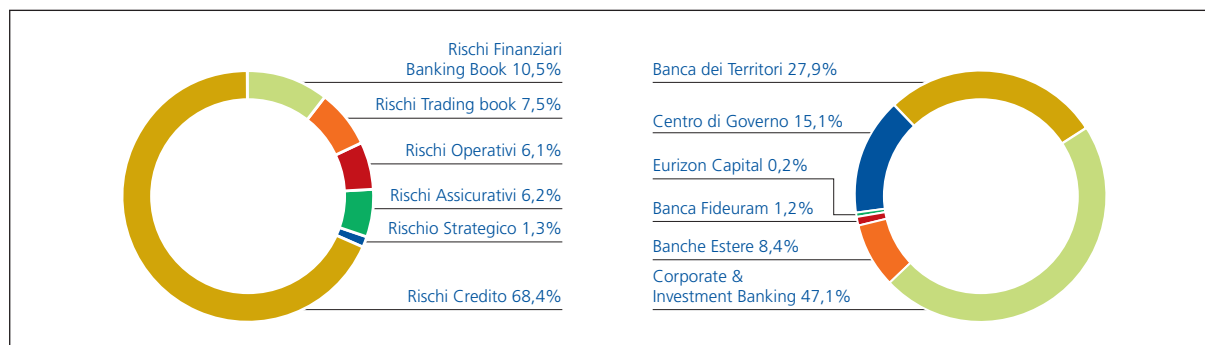 Rischi Finanziari
Banking Book 10,5%
Rischi Trading book 7,5%
Rischi Operativi 6,1%
Rischi Assicurativi 6,2%
Rischio Strategico 1,3%
Rischi Credito 68,4%
Banca dei Territori 27,9%
Centro di Governo 15,1%
Eurizon Capital 0,2%
Banca Fideuram 1,2%
Banche Estere 8,4%
Corporate &
Investment Banking 47,1%